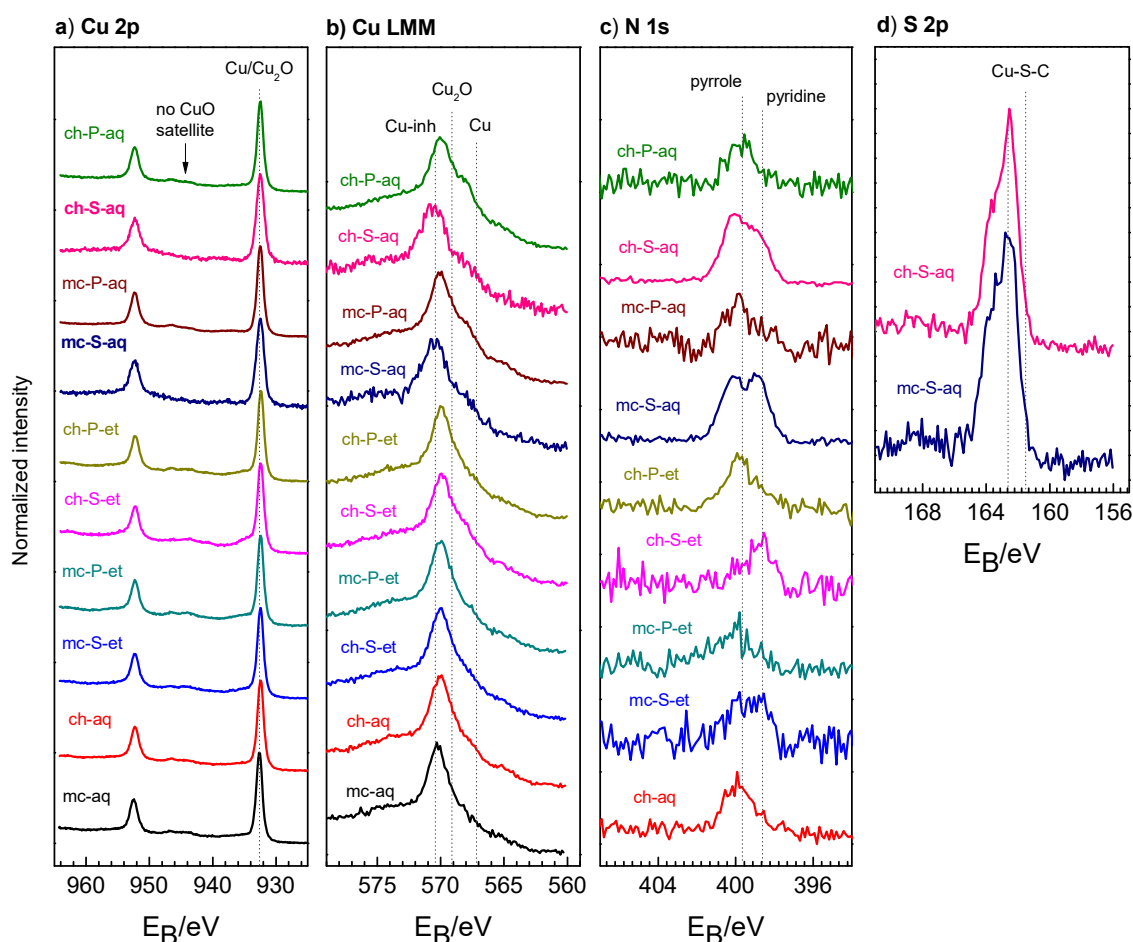 a) Cu 2p
Cu/Cu2O
no CuO
satellite
ch-P-aq
ch-S-aq
mc-P-aq
mc-S-aq
ch-P-et
ch-S-et
mc-P-et
mc-S-et
ch-aq
mc-aq
960 950 940 930
EB/eV
Normalized intensity
b) Cu LMM
Cu2O
Cu-inh
Cu
ch-P-aq
ch-S-aq
mc-P-aq
mc-S-aq
ch-P-et
ch-S-et
mc-P-et
ch-S-et
ch-aq
mc-aq
575 570 565 560
EB/eV
c) N 1s
pyrrole
pyridine
ch-P-aq
ch-S-aq
mc-P-aq
mc-S-aq
ch-P-et
ch-S-et
mc-P-et
mc-S-et
ch-aq
404 400 396
EB/eV
d) S 2p
Cu-S-C
ch-S-aq
mc-S-aq
168 164 160 156
EB/eV